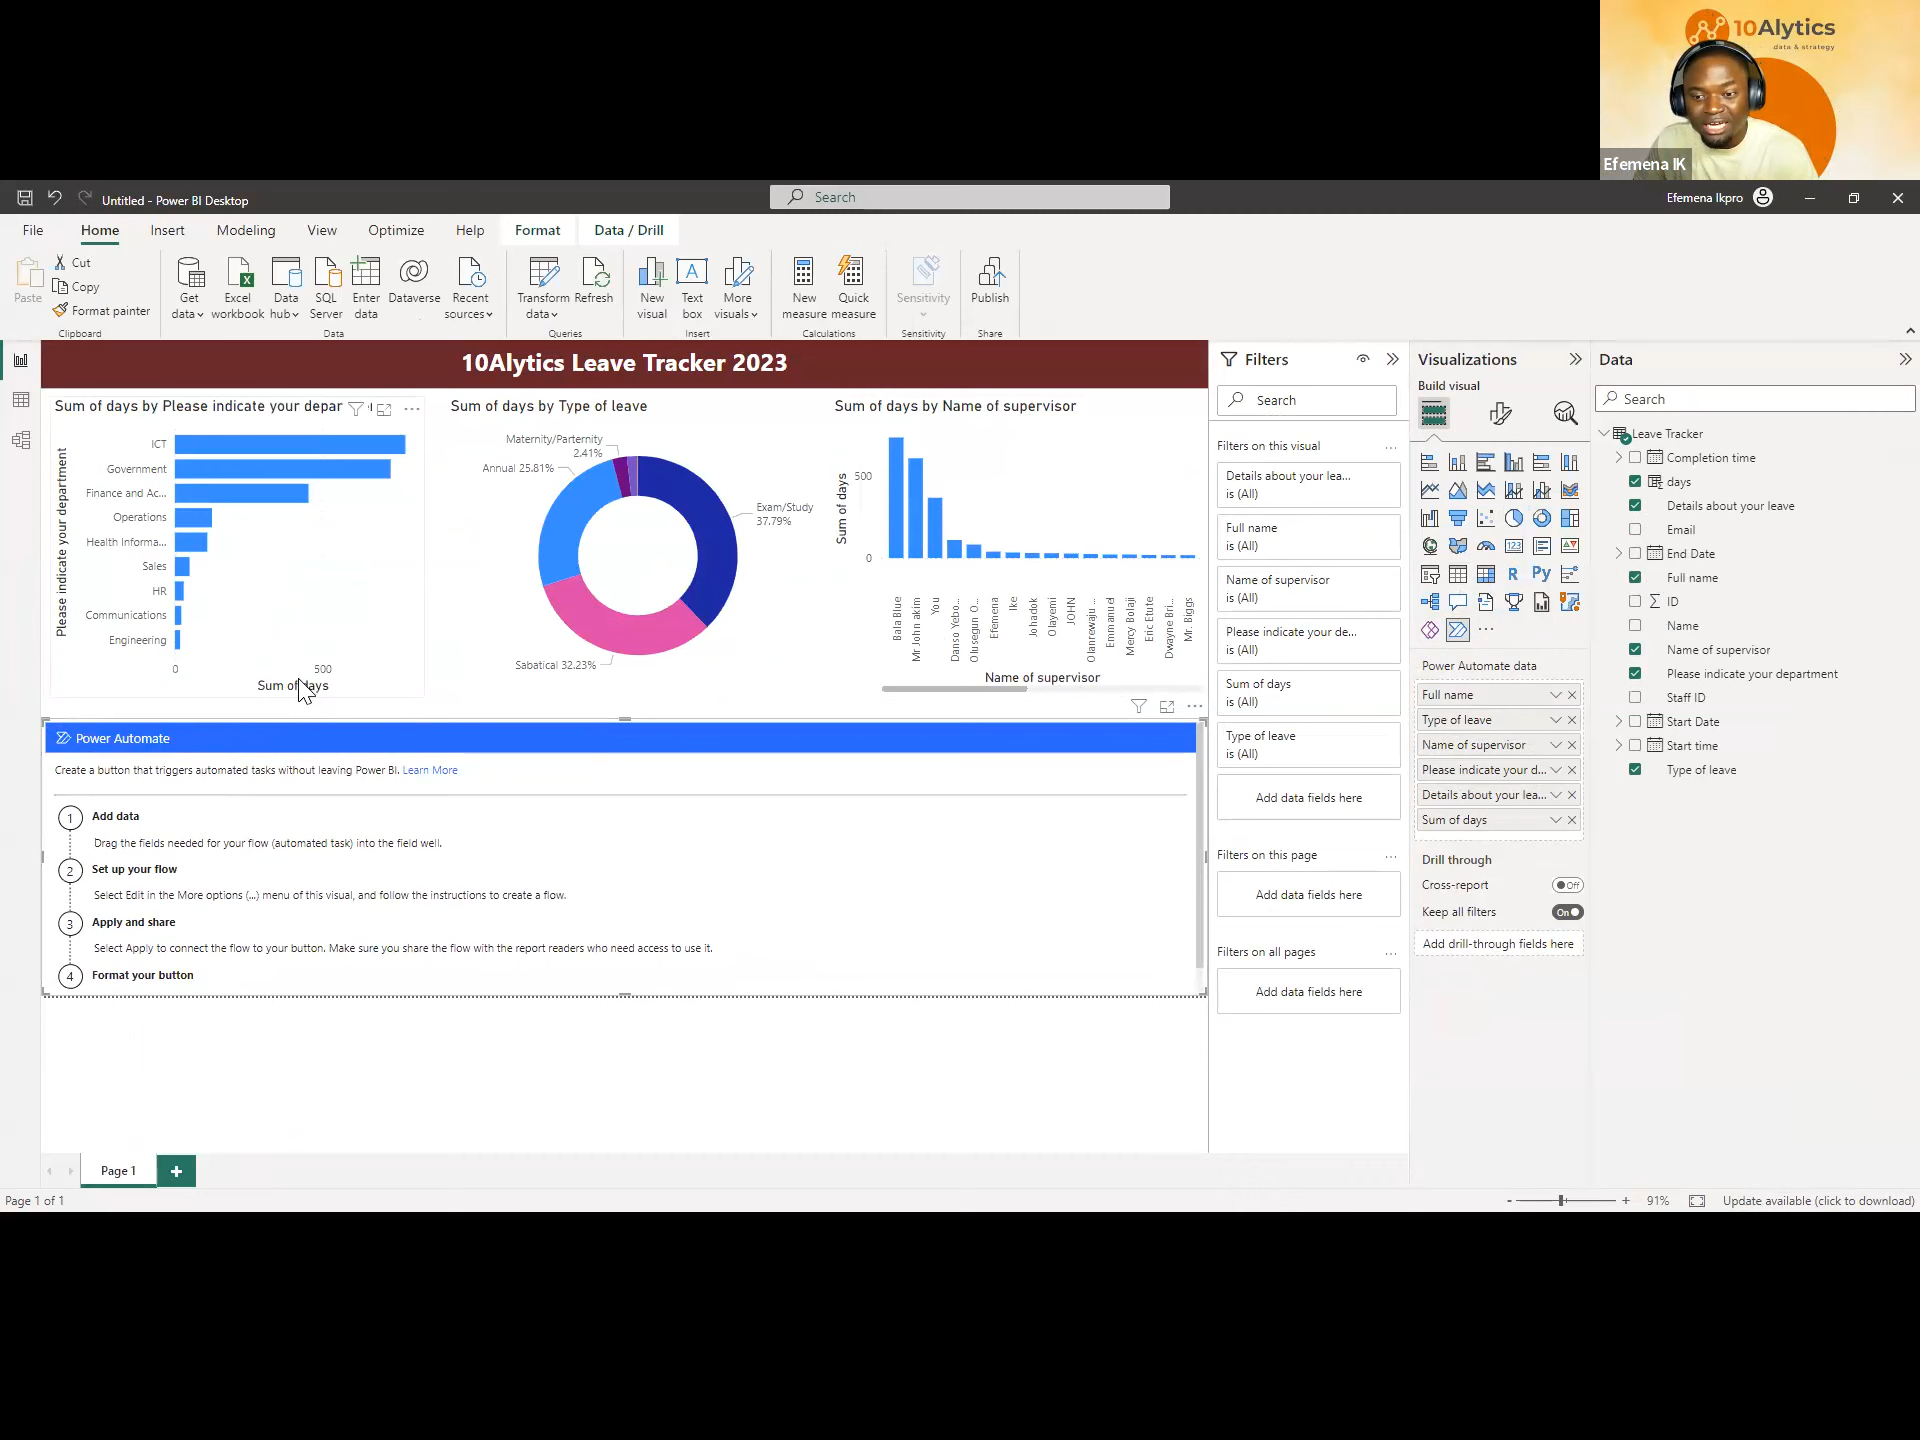 10Alytics
data & strategy
Efemena IK
Untitled - Power BI Desktop
Search
Efemena Ikpro
File
Home
Insert
Modeling
View
Optimize
Help
Format
Data / Drill
Paste
Cut
Copy
Format painter
Clipboard
Get data
Excel workbook
Data hub
SQL Server
Enter data
Dataverse
Recent sources
Data
Transform data
Refresh
Queries
New visual
Text box
More visuals
Insert
New measure
Quick measure
Calculations
Sensitivity
Sensitivity
Publish
Share
10Alytics Leave Tracker 2023
Sum of days by Please indicate your depar
Please indicate your department
ICT
Government
Finance and Ac...
Operations
Health Informa...
Sales
HR
Communications
Engineering
0
500
Sum of days
Sum of days by Type of leave
Maternity/Parternity
2.41%
Annual 25.81%
Exam/Study
37.79%
Sabatical 32.23%
Sum of days by Name of supervisor
Sum of days
500
0
Bala Blue
Mr John akim
You
Danso Yebo...
Olusegun O...
Efemena
Ike
Johadok
Olayemi
JOHN
Olanrewaju ...
Emmanuel
Mercy Bolaji
Eric Etute
Dwayne Bri...
Mr. Biggs
Name of supervisor
Power Automate
Create a button that triggers automated tasks without leaving Power BI. Learn More
1 Add data
Drag the fields needed for your flow (automated task) into the field well.
2 Set up your flow
Select Edit in the More options (...) menu of this visual, and follow the instructions to create a flow.
3 Apply and share
Select Apply to connect the flow to your button. Make sure you share the flow with the report readers who need access to use it.
4 Format your button
Filters
Search
Filters on this visual
Details about your lea...
is (All)
Full name
is (All)
Name of supervisor
is (All)
Please indicate your de...
is (All)
Sum of days
is (All)
Type of leave
is (All)
Add data fields here
Filters on this page
Add data fields here
Filters on all pages
Add data fields here
Visualizations
Build visual
123
R
Py
Power Automate data
Full name
Type of leave
Name of supervisor
Please indicate your d...
Details about your lea...
Sum of days
Drill through
Cross-report
Off
Keep all filters
On
Add drill-through fields here
Data
Search
Leave Tracker
Completion time
days
Details about your leave
Email
End Date
Full name
ID
Name
Name of supervisor
Please indicate your department
Staff ID
Start Date
Start time
Type of leave
Page 1
Page 1 of 1
91%
Update available (click to download)